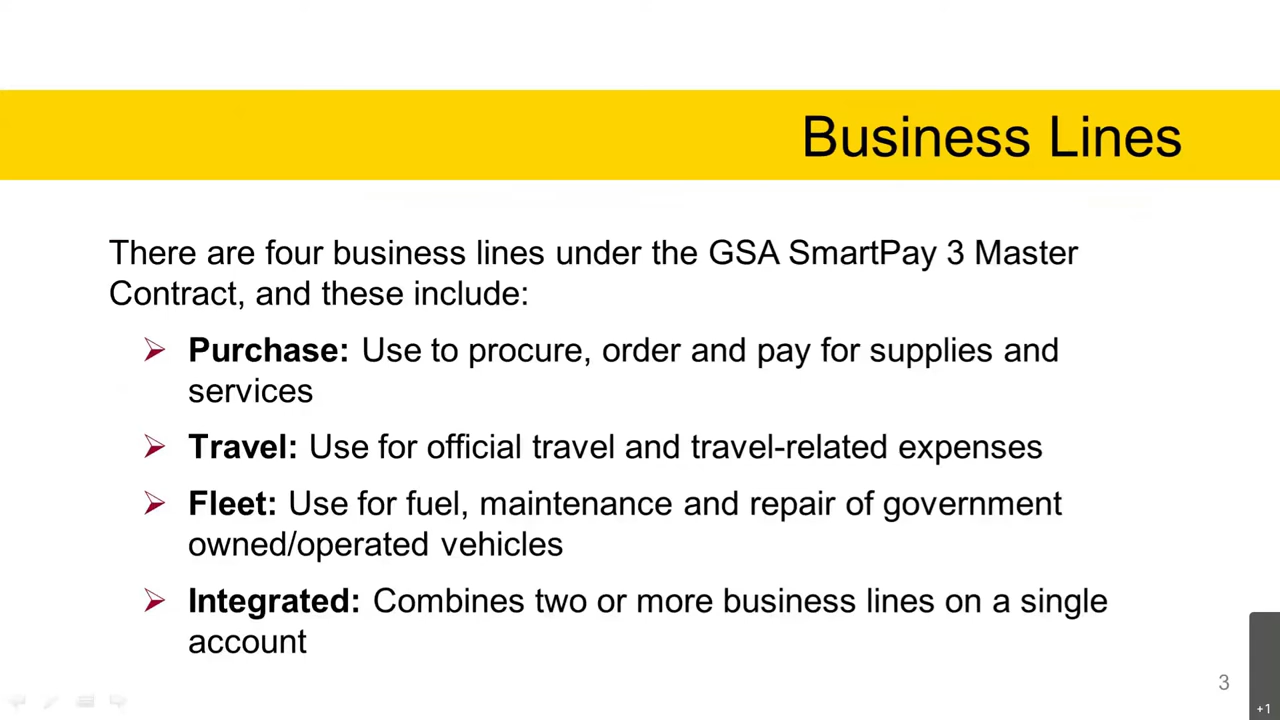 Business Lines
There are four business lines under the GSA SmartPay 3 Master
Contract, and these include:
Purchase: Use to procure, order and pay for supplies and
services
Travel: Use for official travel and travel-related expenses
Fleet: Use for fuel, maintenance and repair of government
owned/operated vehicles
Integrated: Combines two or more business lines on a single
account
3
+1